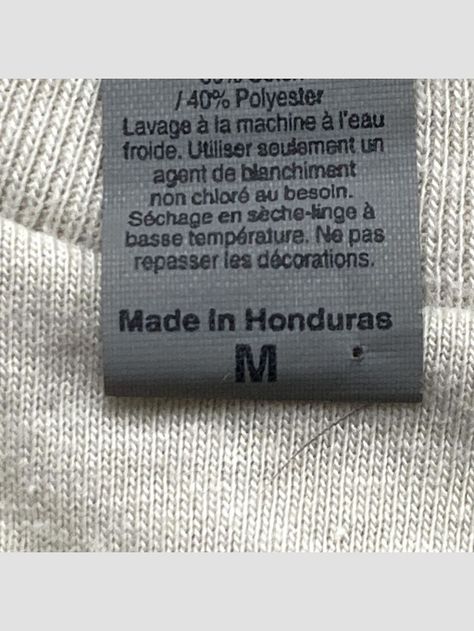 / 40% Polyester
Lavage à la machine à l'eau
froide. Utiliser seulement un
agent de blanchiment
non chloré au besoin.
Séchage en sèche-linge à
basse température. Ne pas
repasser les décorations.
Made In Honduras
M